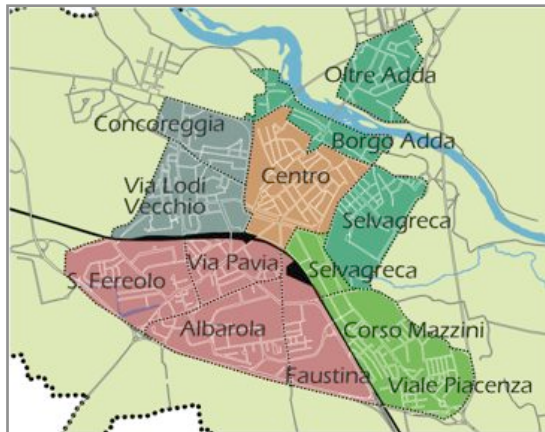 Oltre Adda
Concoreggia
Borgo Adda
Centro
Via Lodi
Vecchio
Selvagreca
Via Pavia
Selvagreca
S. Fereolo
Albarola
Corso Mazzini
Faustina
Viale Piacenza